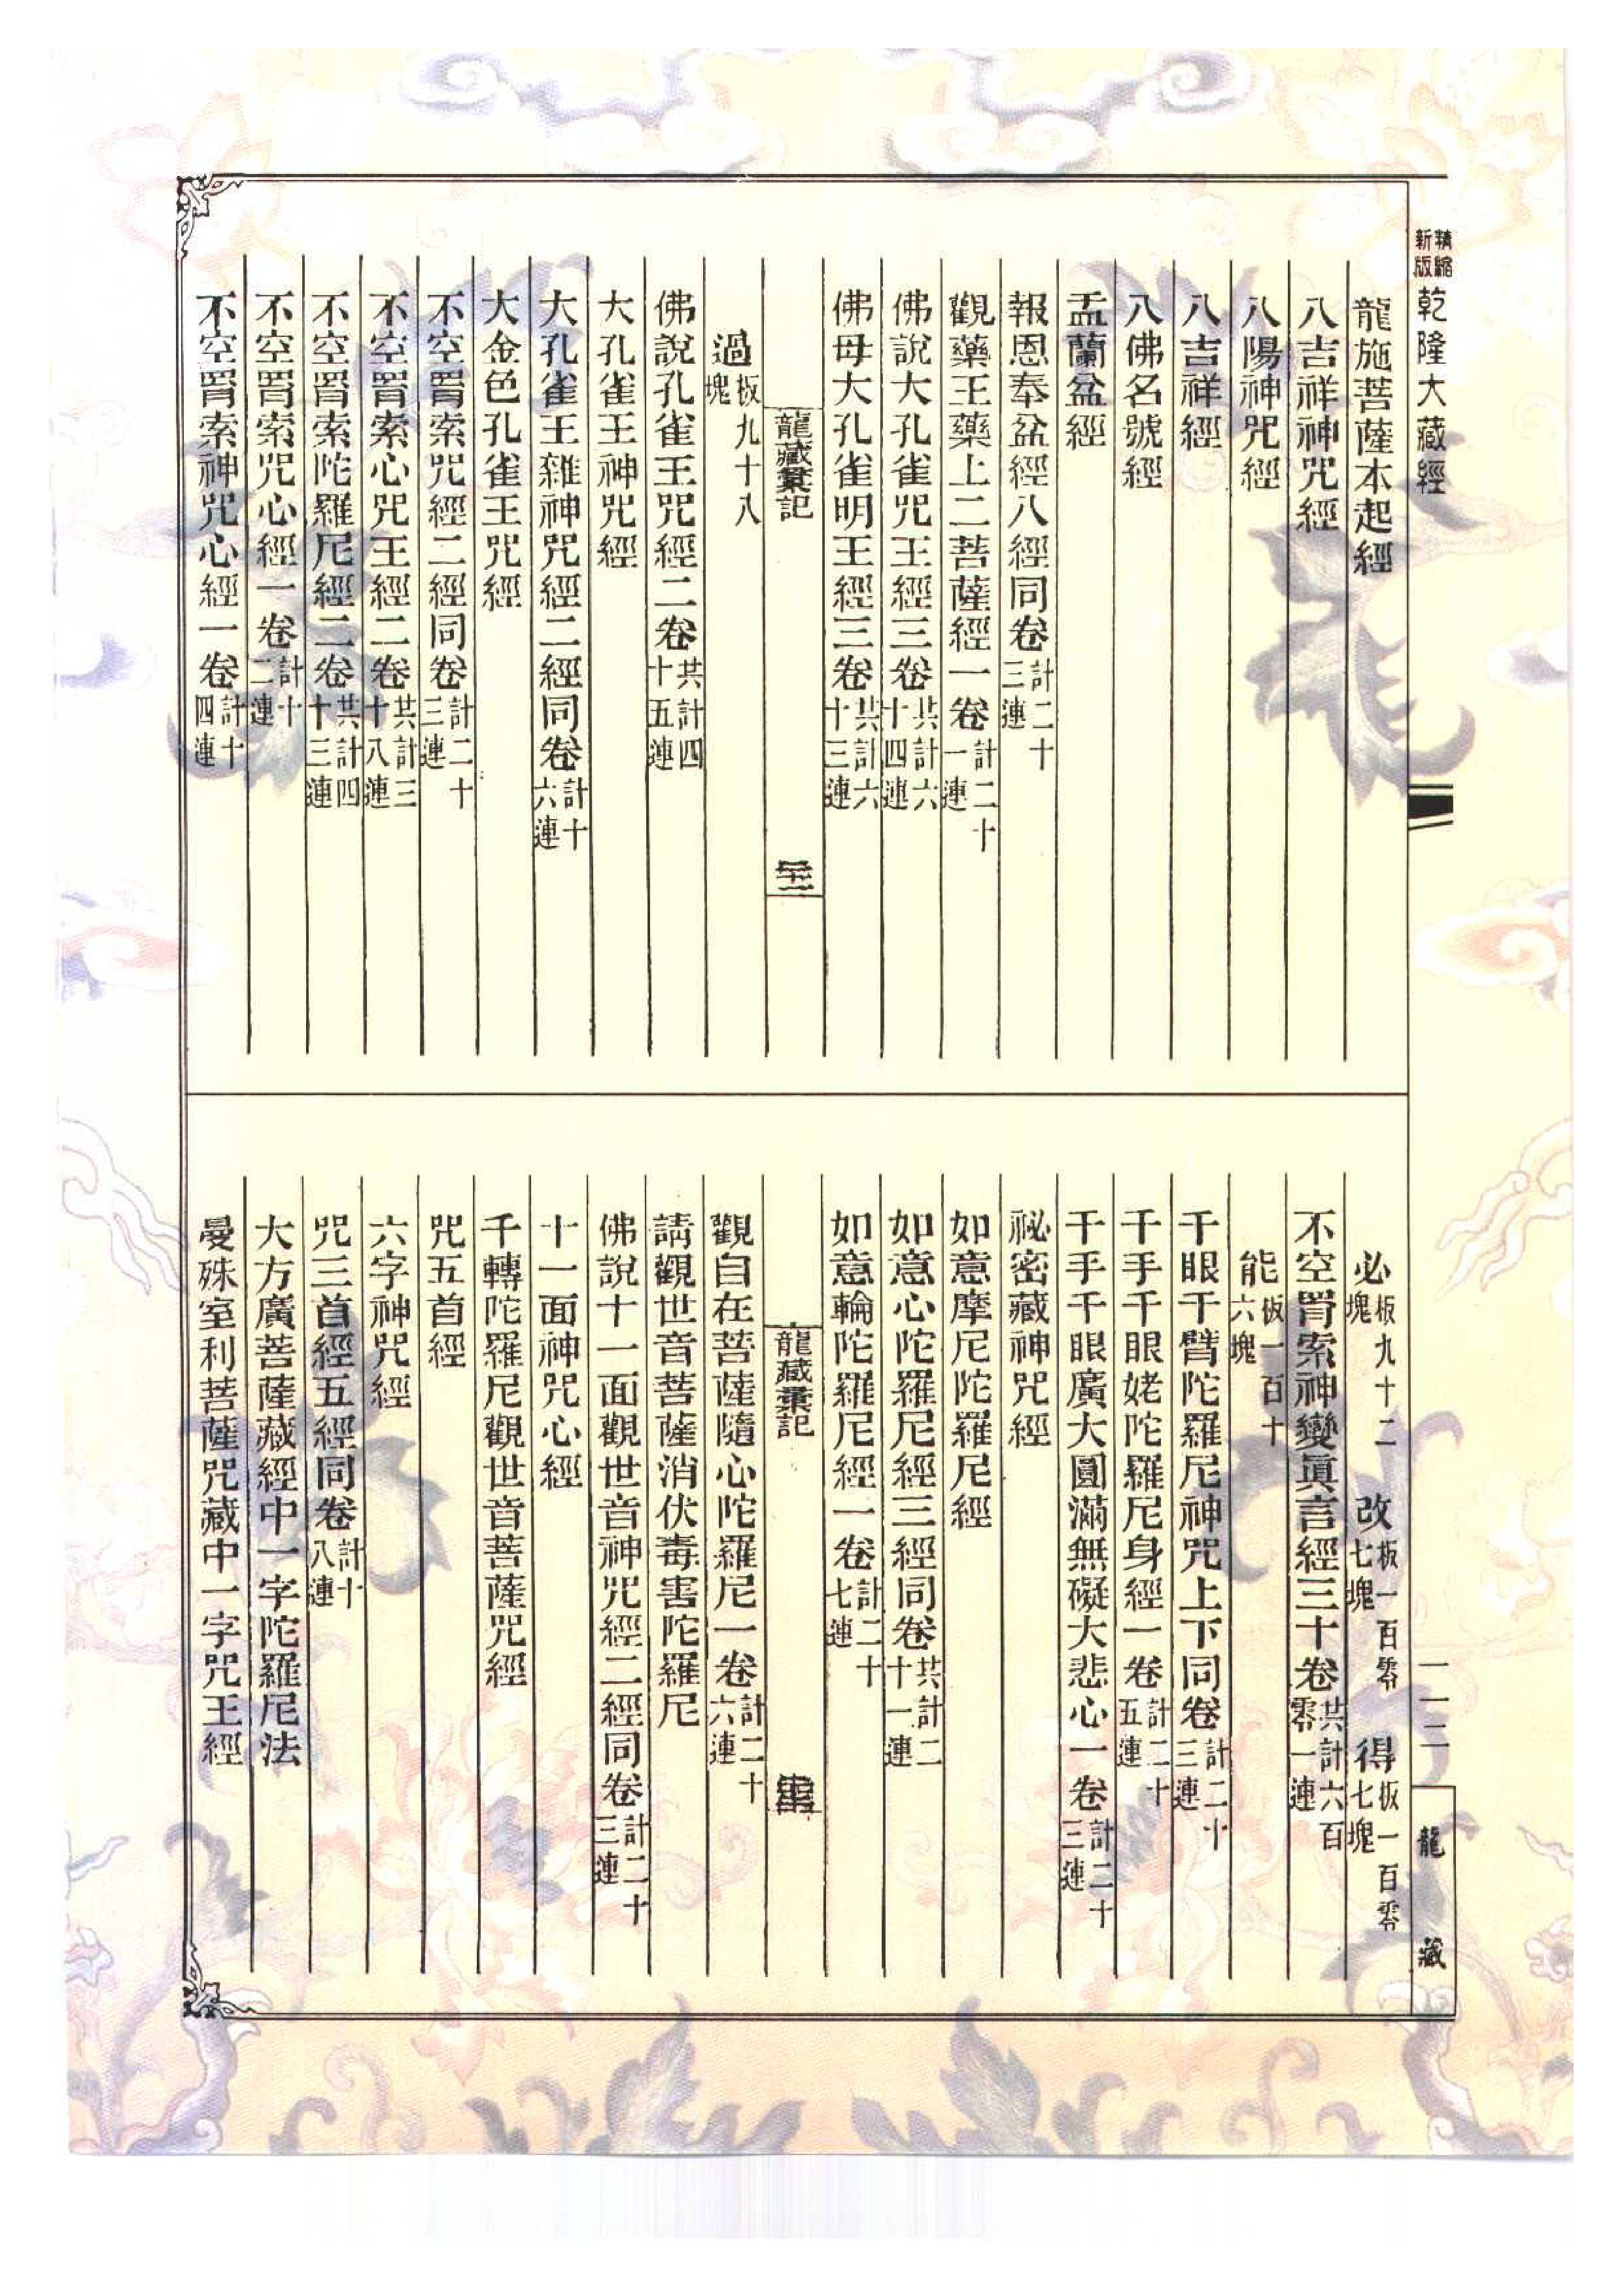 精縮新版 乾隆大藏經
龍施菩薩本起經
八吉祥神咒經
八陽神咒經
八吉祥經
八佛名號經
盂蘭盆經
報恩奉盆經八經同卷計二十三連
觀藥王藥上二菩薩經一卷計二十一連
佛說大孔雀咒王經三卷共計六十四連
佛母大孔雀明王經三卷共計六十三連
龍藏彙記
過板九十八塊
佛說孔雀王咒經二卷共計四十五連
大孔雀王神咒經
大孔雀王雜神咒經二經同卷計十六連
大金色孔雀王咒經
不空罥索咒經二經同卷計二十三連
不空罥索心咒王經二卷共計三十八連
不空罥索陀羅尼經二卷共計四十三連
不空罥索咒心經一卷計十二連
不空罥索神咒心經一卷計十四連
必板九十二塊 改板一百零七塊 得板一百零七塊
不空罥索神變眞言經三十卷共計六百零一連
能板一百十六塊
千眼千臂陀羅尼神咒上下同卷計二十三連
千手千眼姥陀羅尼身經一卷計二十五連
千手千眼廣大圓滿無礙大悲心一卷計二十三連
祕密藏神咒經
如意摩尼陀羅尼經
如意心陀羅尼經三經同卷共計二十一連
如意輪陀羅尼經一卷計二十七連
龍藏彙記
觀自在菩薩隨心陀羅尼一卷計二十六連
請觀世音菩薩消伏毒害陀羅尼
佛說十一面觀世音神咒經二經同卷計二十三連
十一面神咒心經
千轉陀羅尼觀世音菩薩咒經
咒五首經
六字神咒經
咒三首經五經同卷計十八連
大方廣菩薩藏經中一字陀羅尼法
曼殊室利菩薩咒藏中一字咒王經
一一二
龍藏